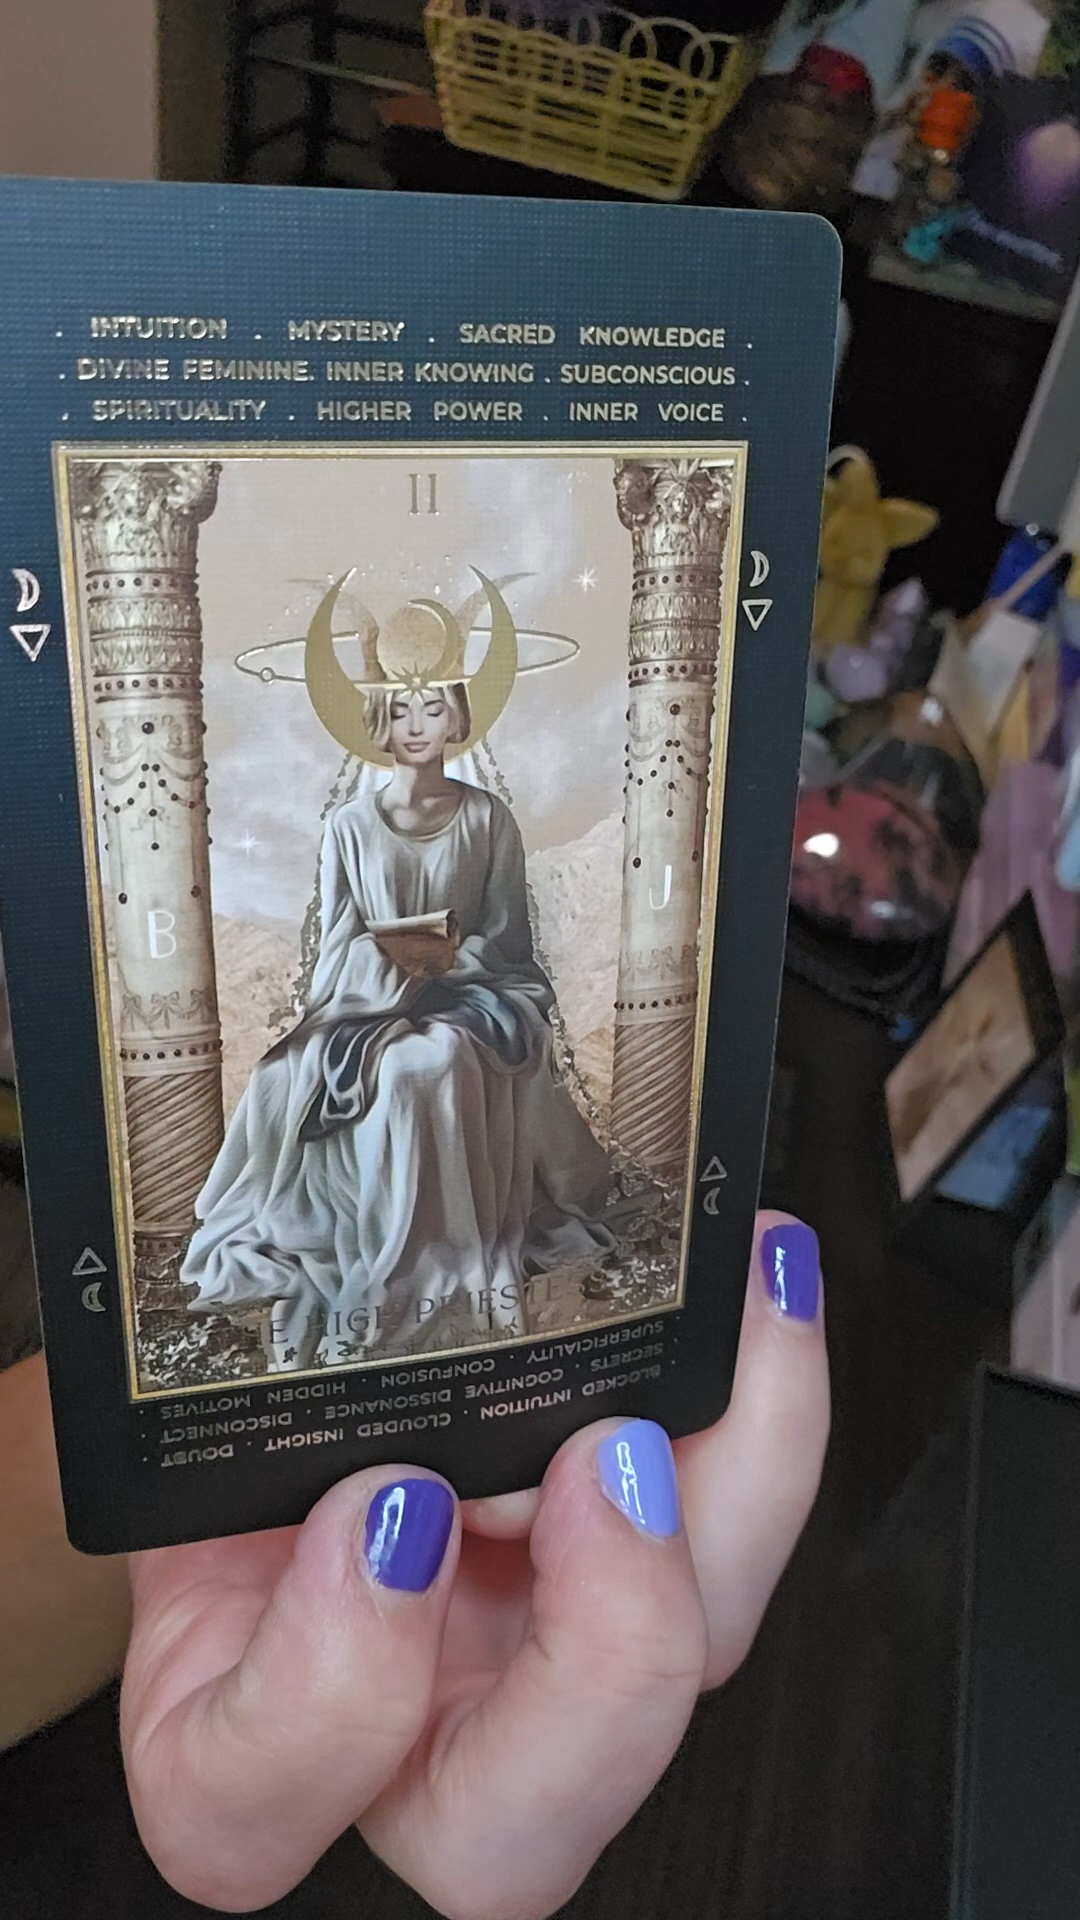 . INTUITION . MYSTERY . SACRED KNOWLEDGE .
. DIVINE FEMININE. INNER KNOWING . SUBCONSCIOUS .
. SPIRITUALITY . HIGHER POWER . INNER VOICE .
II
B
J
E HIGH PRIESTES
· BLOCKED INTUITION · CLOUDED INSIGHT · DOUBT ·
· SECRETS · COGNITIVE DISSONANCE · DISCONNECT ·
· SUPERFICIALITY · CONFUSION · HIDDEN MOTIVES ·